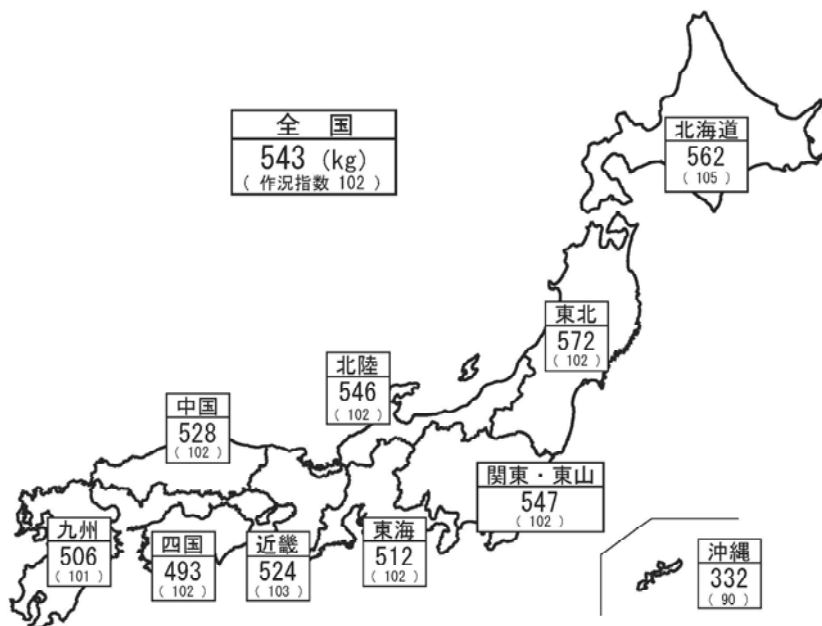 全 国
543 (kg)
( 作況指数 102 )
北海道
562
( 105 )
東北
572
( 102 )
北陸
546
( 102 )
中国
528
( 102 )
関東・東山
547
( 102 )
九州
506
( 101 )
四国
493
( 102 )
近畿
524
( 103 )
東海
512
( 102 )
沖縄
332
( 90 )